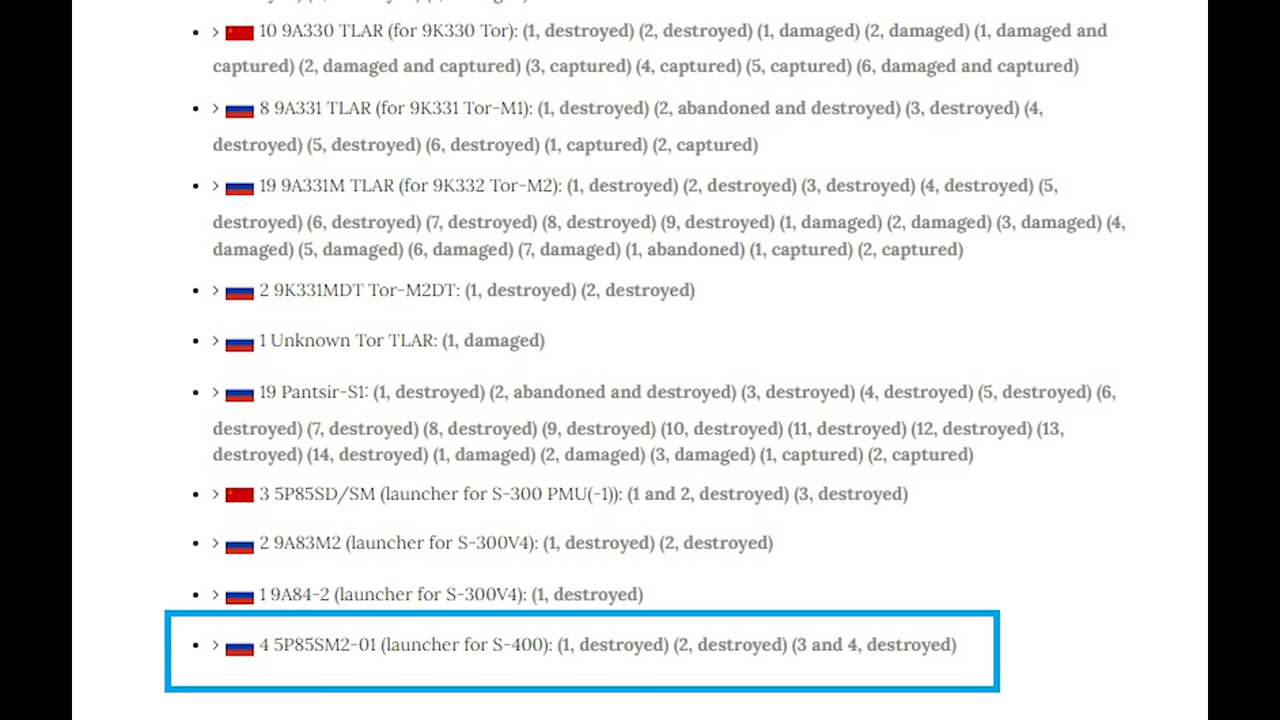 10 9A330 TLAR (for 9K330 Tor): (1, destroyed) (2, destroyed) (1, damaged) (2, damaged) (1, damaged and
captured) (2, damaged and captured) (3, captured) (4, captured) (5, captured) (6, damaged and captured)
8 9A331 TLAR (for 9K331 Tor-M1): (1, destroyed) (2, abandoned and destroyed) (3, destroyed) (4,
destroyed) (5, destroyed) (6, destroyed) (1, captured) (2, captured)
19 9A331M TLAR (for 9K332 Tor-M2): (1, destroyed) (2, destroyed) (3, destroyed) (4, destroyed) (5,
destroyed) (6, destroyed) (7, destroyed) (8, destroyed) (9, destroyed) (1, damaged) (2, damaged) (3, damaged) (4,
damaged) (5, damaged) (6, damaged) (7, damaged) (1, abandoned) (1, captured) (2, captured)
2 9K331MDT Tor-M2DT: (1, destroyed) (2, destroyed)
1 Unknown Tor TLAR: (1, damaged)
19 Pantsir-S1: (1, destroyed) (2, abandoned and destroyed) (3, destroyed) (4, destroyed) (5, destroyed) (6,
destroyed) (7, destroyed) (8, destroyed) (9, destroyed) (10, destroyed) (11, destroyed) (12, destroyed) (13,
destroyed) (14, destroyed) (1, damaged) (2, damaged) (3, damaged) (1, captured) (2, captured)
3 5P85SD/SM (launcher for S-300 PMU(-1)): (1 and 2, destroyed) (3, destroyed)
2 9A83M2 (launcher for S-300V4): (1, destroyed) (2, destroyed)
1 9A84-2 (launcher for S-300V4): (1, destroyed)
4 5P85SM2-01 (launcher for S-400): (1, destroyed) (2, destroyed) (3 and 4, destroyed)